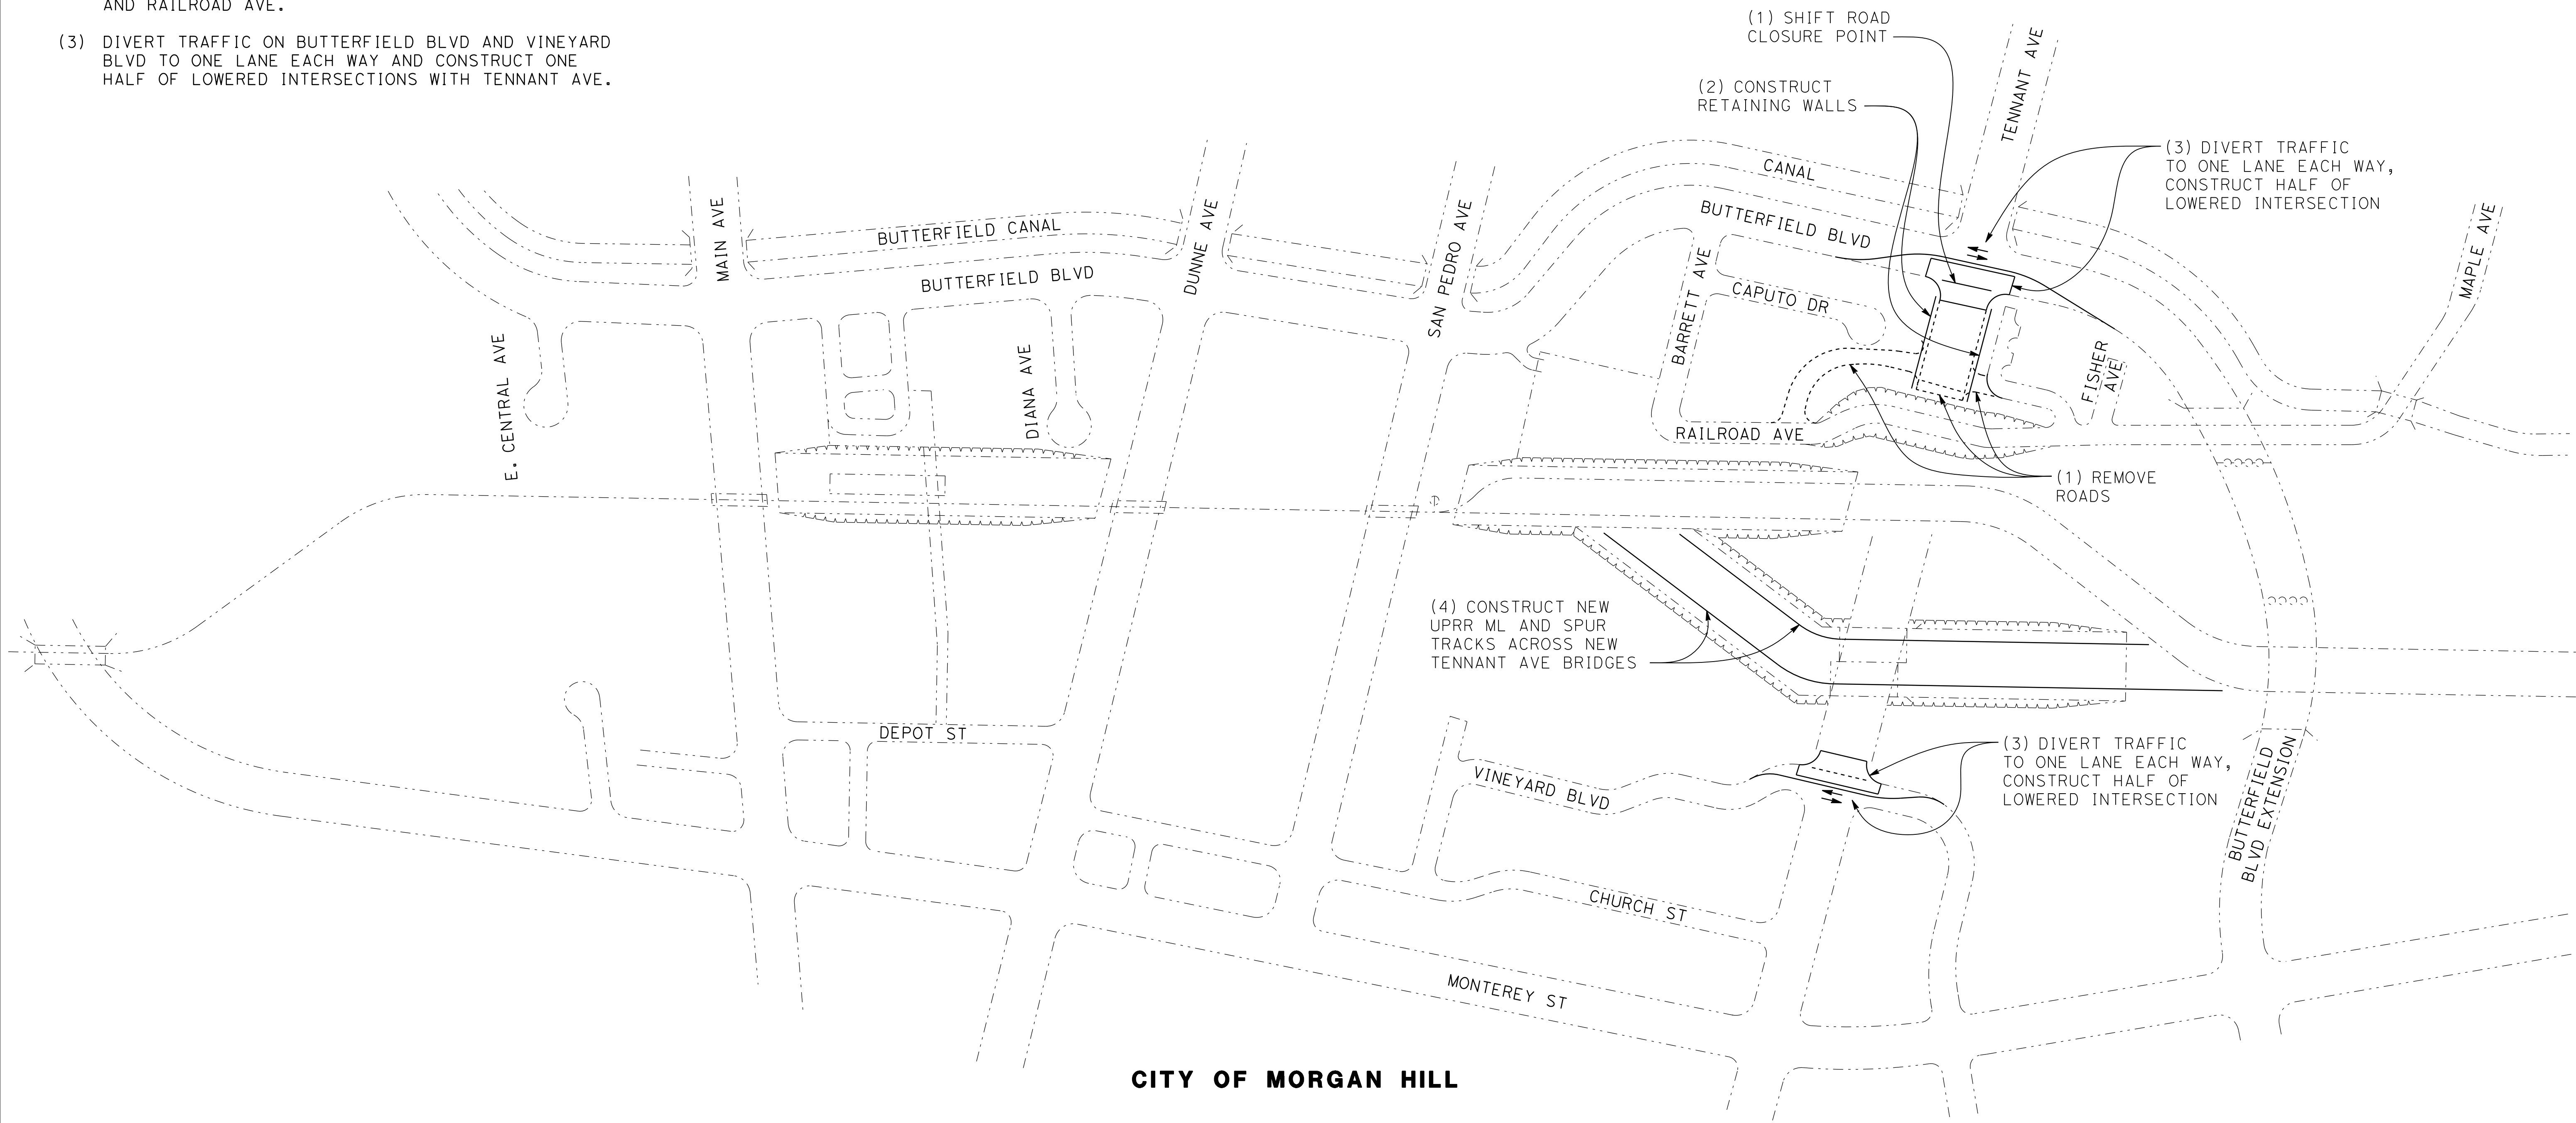 AND RAILROAD AVE.
(3) DIVERT TRAFFIC ON BUTTERFIELD BLVD AND VINEYARD
BLVD TO ONE LANE EACH WAY AND CONSTRUCT ONE
HALF OF LOWERED INTERSECTIONS WITH TENNANT AVE.
(1) SHIFT ROAD
CLOSURE POINT
(2) CONSTRUCT
RETAINING WALLS
TENNANT AVE
(3) DIVERT TRAFFIC
TO ONE LANE EACH WAY,
CONSTRUCT HALF OF
LOWERED INTERSECTION
CANAL
BUTTERFIELD BLVD
MAIN AVE
BUTTERFIELD CANAL
BUTTERFIELD BLVD
DUNNE AVE
SAN PEDRO AVE
BARRETT AVE
CAPUTO DR
MAPLE AVE
FISHER
AVE
E. CENTRAL AVE
DIANA AVE
RAILROAD AVE
(1) REMOVE
ROADS
(4) CONSTRUCT NEW
UPRR ML AND SPUR
TRACKS ACROSS NEW
TENNANT AVE BRIDGES
DEPOT ST
VINEYARD BLVD
(3) DIVERT TRAFFIC
TO ONE LANE EACH WAY,
CONSTRUCT HALF OF
LOWERED INTERSECTION
BUTTERFIELD
BLVD EXTENSION
CHURCH ST
MONTEREY ST
CITY OF MORGAN HILL